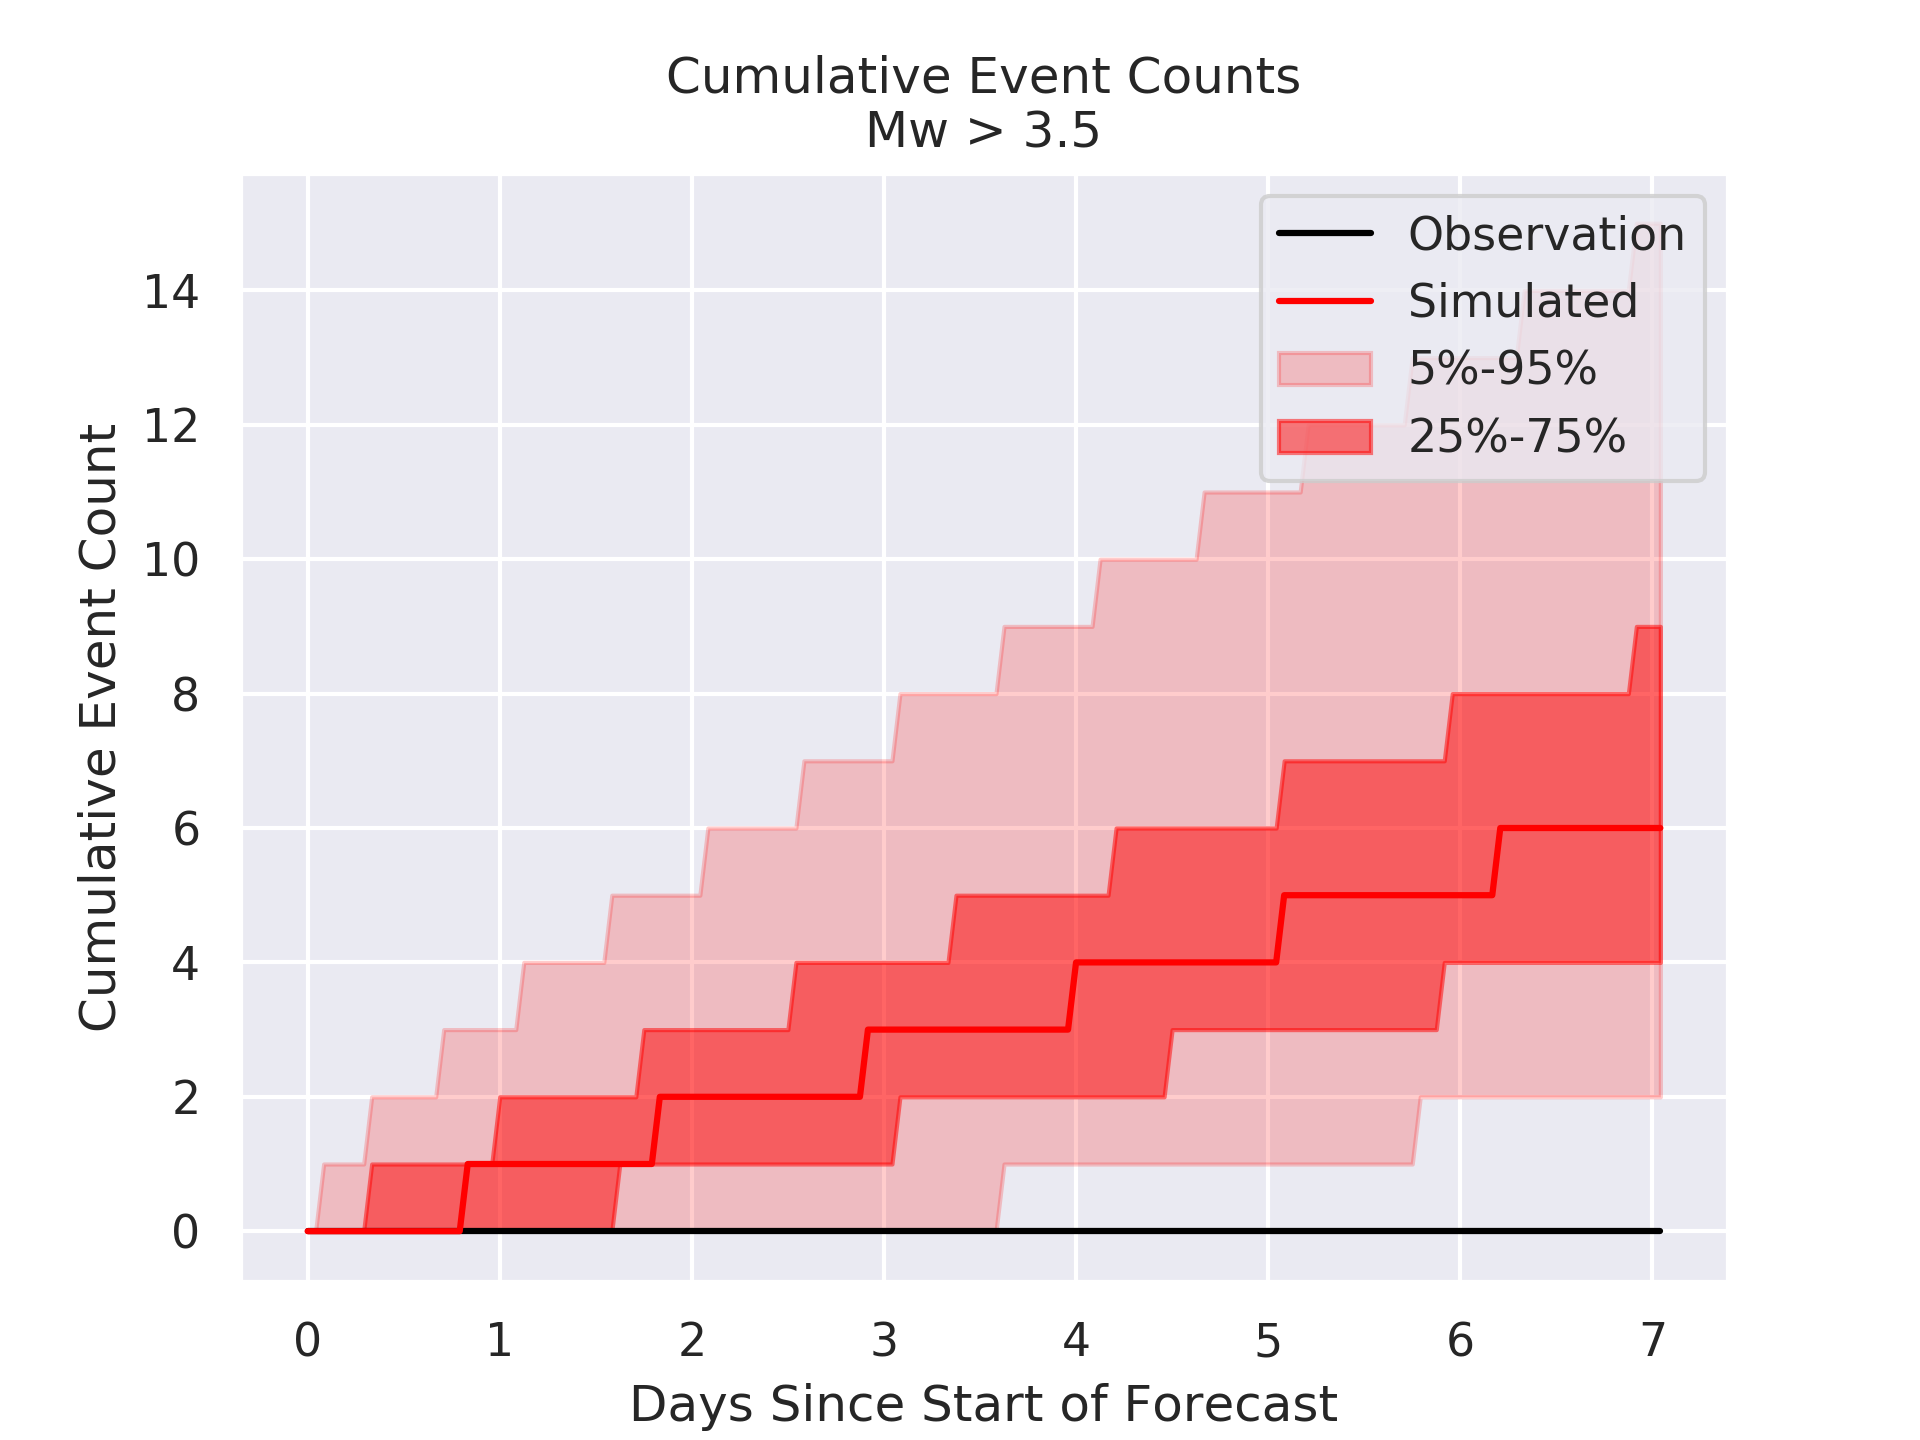 Cumulative Event Counts
Mw > 3.5
Observation
Simulated
5%-95%
25%-75%
Cumulative Event Count
14
12
10
8
6
4
2
0
0 1 2 3 4 5 6 7
Days Since Start of Forecast